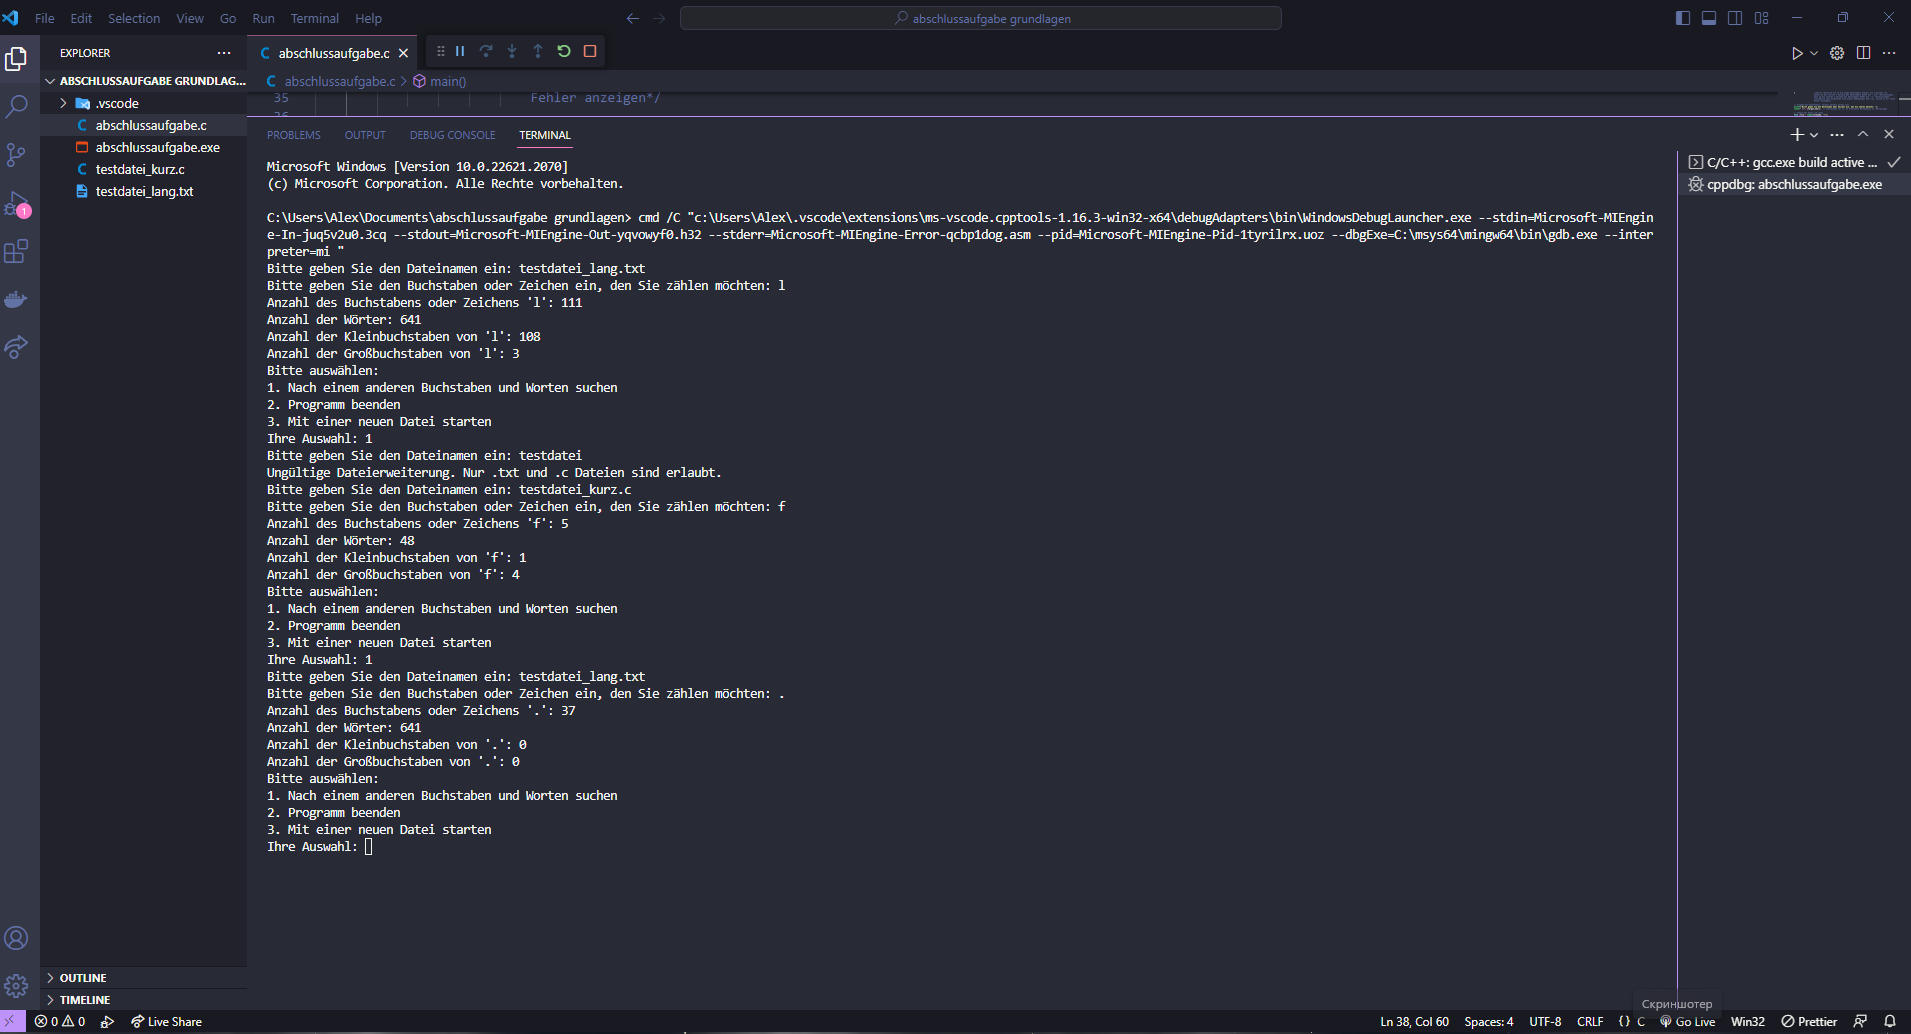 File Edit Selection View Go Run Terminal Help
abschlussaufgabe grundlagen
EXPLORER
ABSCHLUSSAUFGABE GRUNDLAG...
.vscode
abschlussaufgabe.c
abschlussaufgabe.exe
testdatei_kurz.c
testdatei_lang.txt
1
OUTLINE
TIMELINE
abschlussaufgabe.c
abschlussaufgabe.c > main()
35 Fehler anzeigen*/
PROBLEMS OUTPUT DEBUG CONSOLE TERMINAL
Microsoft Windows [Version 10.0.22621.2070]
(c) Microsoft Corporation. Alle Rechte vorbehalten.
C:\Users\Alex\Documents\abschlussaufgabe grundlagen> cmd /C "c:\Users\Alex\.vscode\extensions\ms-vscode.cpptools-1.16.3-win32-x64\debugAdapters\bin\WindowsDebugLauncher.exe --stdin=Microsoft-MIEngin
e-In-juq5v2u0.3cq --stdout=Microsoft-MIEngine-Out-yqvowyf0.h32 --stderr=Microsoft-MIEngine-Error-qcbp1dog.asm --pid=Microsoft-MIEngine-Pid-1tyrilrx.uoz --dbgExe=C:\msys64\mingw64\bin\gdb.exe --inter
preter=mi "
Bitte geben Sie den Dateinamen ein: testdatei_lang.txt
Bitte geben Sie den Buchstaben oder Zeichen ein, den Sie zählen möchten: l
Anzahl des Buchstabens oder Zeichens 'l': 111
Anzahl der Wörter: 641
Anzahl der Kleinbuchstaben von 'l': 108
Anzahl der Großbuchstaben von 'l': 3
Bitte auswählen:
1. Nach einem anderen Buchstaben und Worten suchen
2. Programm beenden
3. Mit einer neuen Datei starten
Ihre Auswahl: 1
Bitte geben Sie den Dateinamen ein: testdatei
Ungültige Dateierweiterung. Nur .txt und .c Dateien sind erlaubt.
Bitte geben Sie den Dateinamen ein: testdatei_kurz.c
Bitte geben Sie den Buchstaben oder Zeichen ein, den Sie zählen möchten: f
Anzahl des Buchstabens oder Zeichens 'f': 5
Anzahl der Wörter: 48
Anzahl der Kleinbuchstaben von 'f': 1
Anzahl der Großbuchstaben von 'f': 4
Bitte auswählen:
1. Nach einem anderen Buchstaben und Worten suchen
2. Programm beenden
3. Mit einer neuen Datei starten
Ihre Auswahl: 1
Bitte geben Sie den Dateinamen ein: testdatei_lang.txt
Bitte geben Sie den Buchstaben oder Zeichen ein, den Sie zählen möchten: .
Anzahl des Buchstabens oder Zeichens '.': 37
Anzahl der Wörter: 641
Anzahl der Kleinbuchstaben von '.': 0
Anzahl der Großbuchstaben von '.': 0
Bitte auswählen:
1. Nach einem anderen Buchstaben und Worten suchen
2. Programm beenden
3. Mit einer neuen Datei starten
Ihre Auswahl:
C/C++: gcc.exe build active ...
cppdbg: abschlussaufgabe.exe
Скриншотер
0 0 Live Share
Ln 38, Col 60 Spaces: 4 UTF-8 CRLF {} C Go Live Win32 Prettier